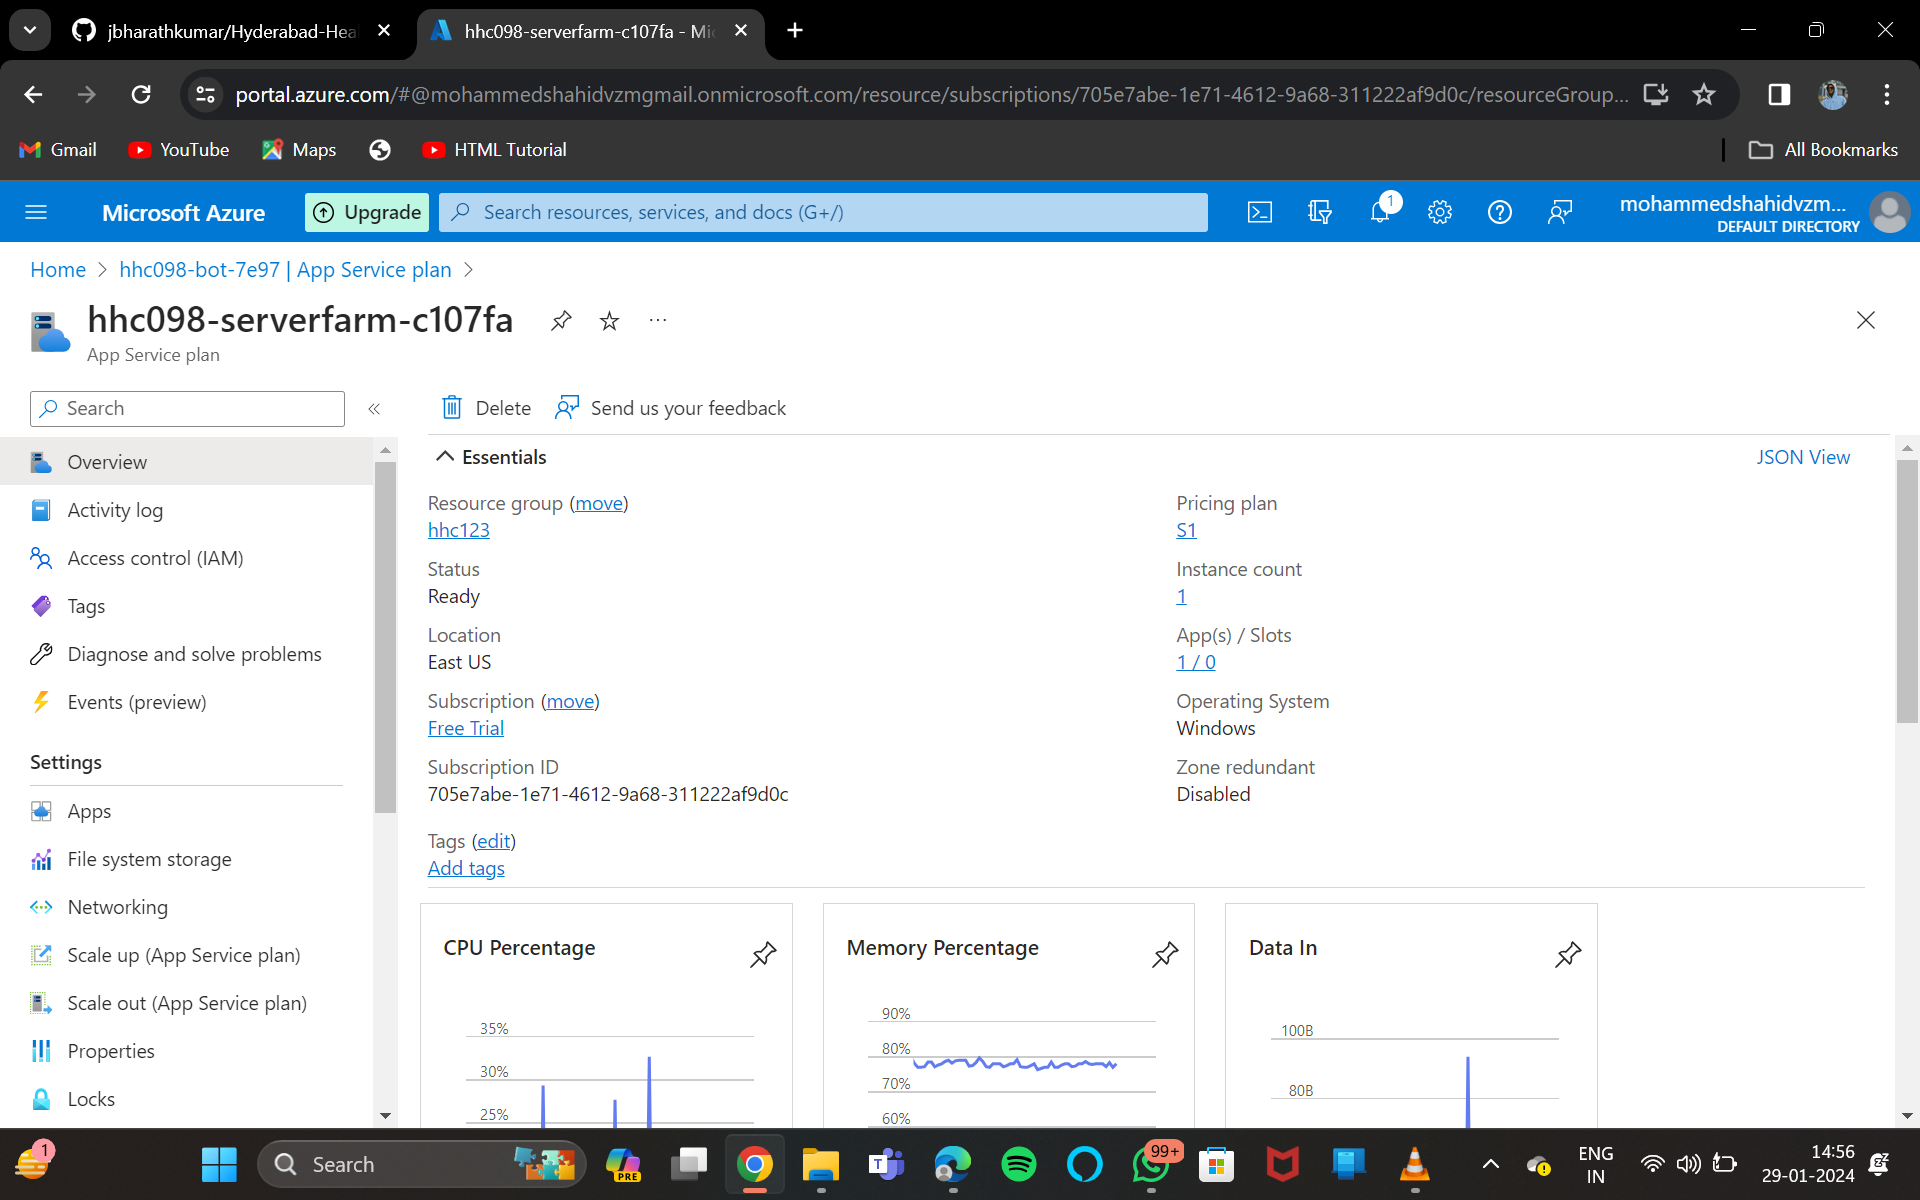 jbharathkumar/Hyderabad-Hea
hhc098-serverfarm-c107fa - Mi
portal.azure.com/#@mohammedshahidvzmgmail.onmicrosoft.com/resource/subscriptions/705e7abe-1e71-4612-9a68-311222af9d0c/resourceGroup...
Gmail
YouTube
Maps
HTML Tutorial
All Bookmarks
Microsoft Azure
Upgrade
Search resources, services, and docs (G+/)
1
mohammedshahidvzm...
DEFAULT DIRECTORY
Home > hhc098-bot-7e97 | App Service plan >
hhc098-serverfarm-c107fa
App Service plan
Search
Delete
Send us your feedback
Overview
Activity log
Access control (IAM)
Tags
Diagnose and solve problems
Events (preview)
Settings
Apps
File system storage
Networking
Scale up (App Service plan)
Scale out (App Service plan)
Properties
Locks
Essentials
JSON View
Resource group (move)
hhc123
Status
Ready
Location
East US
Subscription (move)
Free Trial
Subscription ID
705e7abe-1e71-4612-9a68-311222af9d0c
Tags (edit)
Add tags
Pricing plan
S1
Instance count
1
App(s) / Slots
1 / 0
Operating System
Windows
Zone redundant
Disabled
CPU Percentage
35%
30%
25%
Memory Percentage
90%
80%
70%
60%
Data In
100B
80B
1
Search
PRE
99+
ENG
IN
14:56
29-01-2024